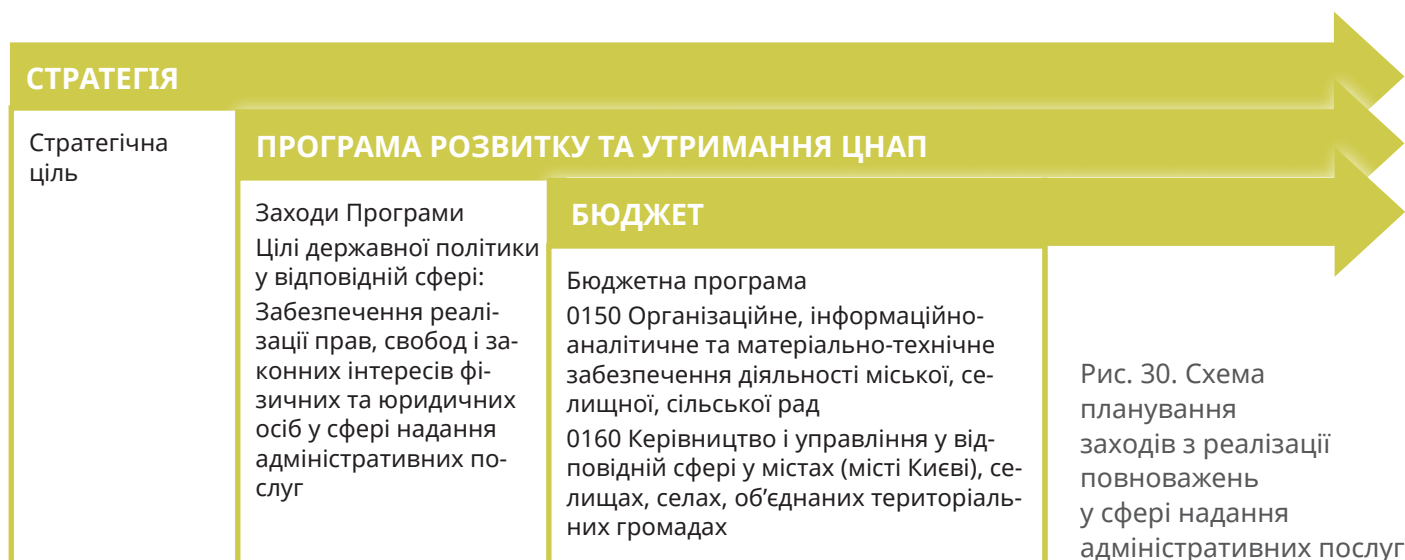 СТРАТЕГІЯ
Стратегічна
ціль
ПРОГРАМА РОЗВИТКУ ТА УТРИМАННЯ ЦНАП
Заходи Програми
Цілі державної політики
у відповідній сфері:
Забезпечення реалі-
зації прав, свобод і за-
конних інтересів фі-
зичних та юридичних
осіб у сфері надання
адміністративних по-
слуг
БЮДЖЕТ
Бюджетна програма
0150 Організаційне, інформаційно-
аналітичне та матеріально-технічне
забезпечення діяльності міської, се-
лищної, сільської рад
0160 Керівництво і управління у від-
повідній сфері у містах (місті Києві), се-
лищах, селах, об’єднаних територіаль-
них громадах
Рис. 30. Схема
планування
заходів з реалізації
повноважень
у сфері надання
адміністративних послуг